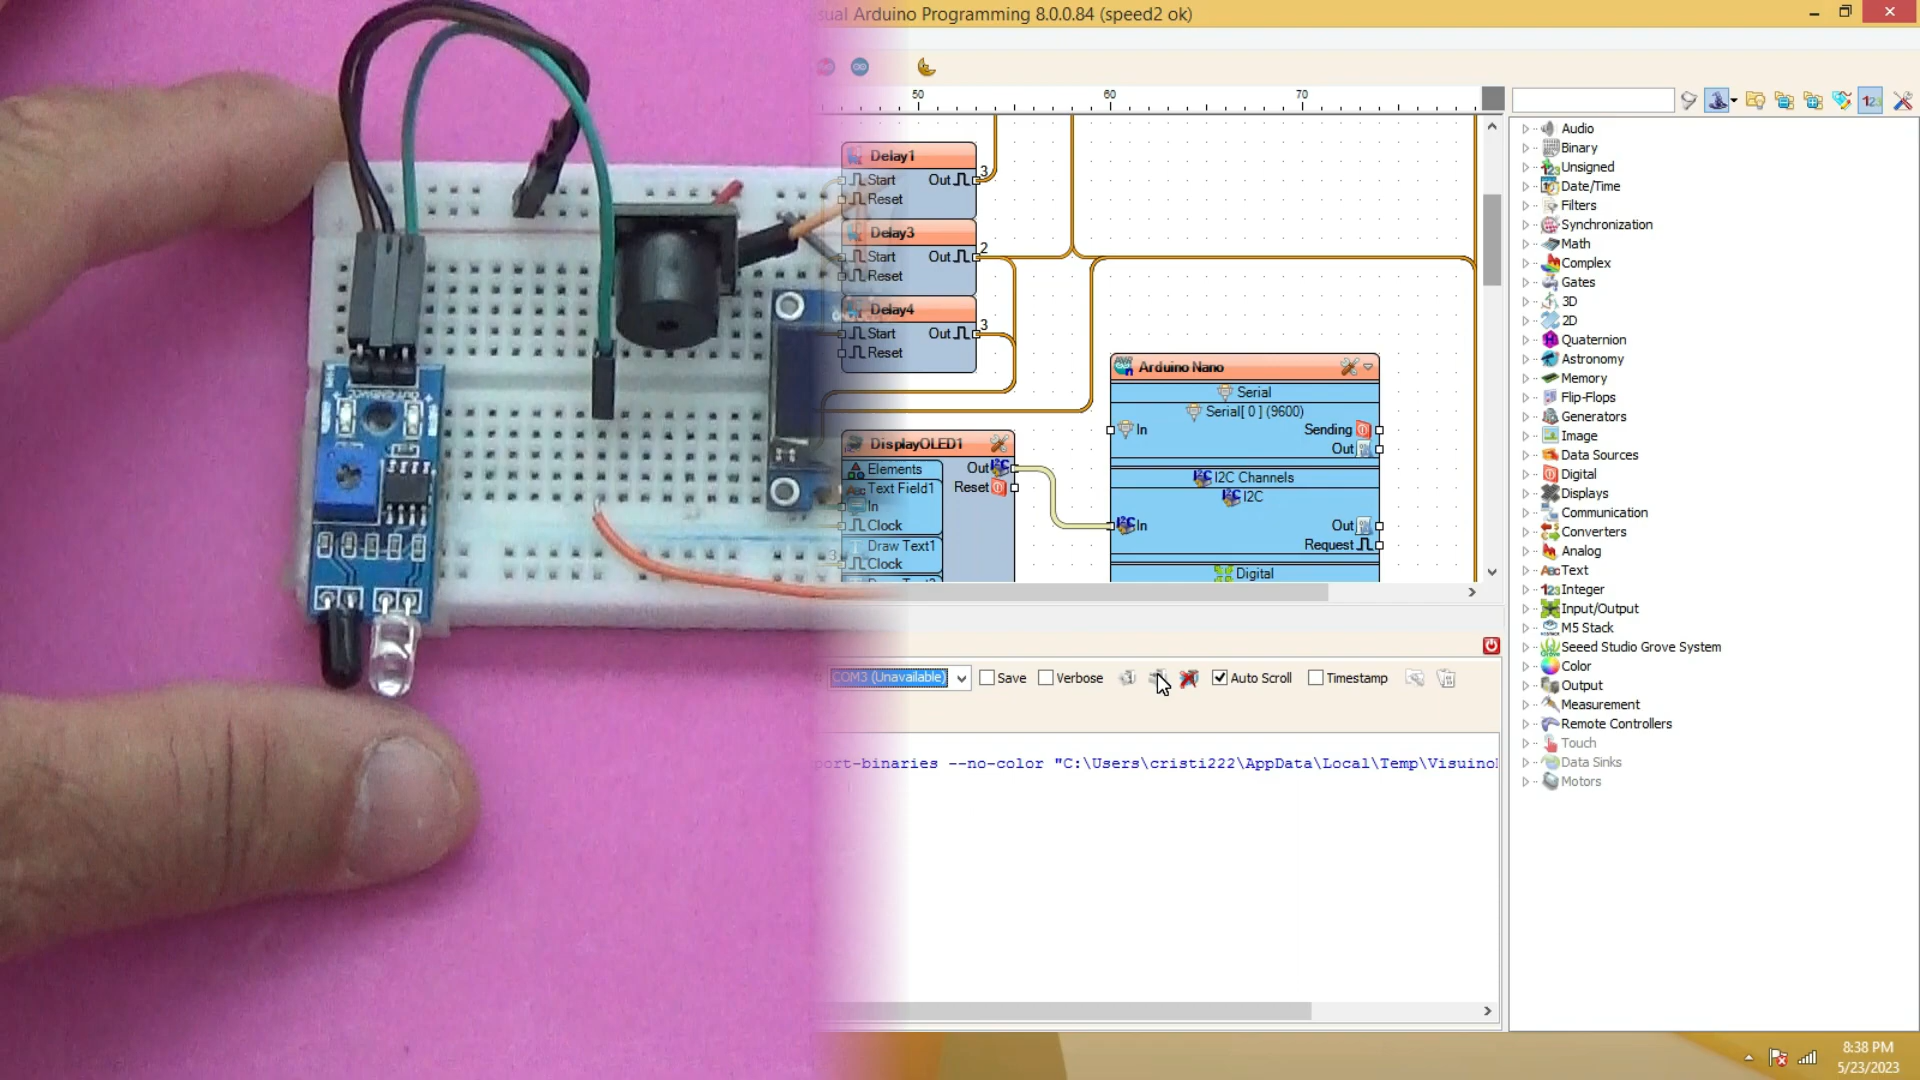 sual Arduino Programming 8.0.0.84 (speed2 ok)
50
60
70
Delay1
Start
Out
3
Reset
Delay3
Start
Out
2
Reset
Delay4
Start
Out
3
Reset
DisplayOLED1
Elements
Out
Text Field1
Reset
In
Clock
Draw Text1
3
Clock
Arduino Nano
Serial
Serial[ 0 ] (9600)
In
Sending
Out
I2C Channels
I2C
In
Out
Request
Digital
Audio
Binary
Unsigned
Date/Time
Filters
Synchronization
Math
Complex
Gates
3D
2D
Quaternion
Astronomy
Memory
Flip-Flops
Generators
Image
Data Sources
Digital
Displays
Communication
Converters
Analog
Text
Integer
Input/Output
M5 Stack
Seeed Studio Grove System
Color
Output
Measurement
Remote Controllers
Touch
Data Sinks
Motors
COM3 (Unavailable)
Save
Verbose
Auto Scroll
Timestamp
port-binaries --no-color "C:\Users\cristi222\AppData\Local\Temp\Visuino
8:38 PM
5/23/2023